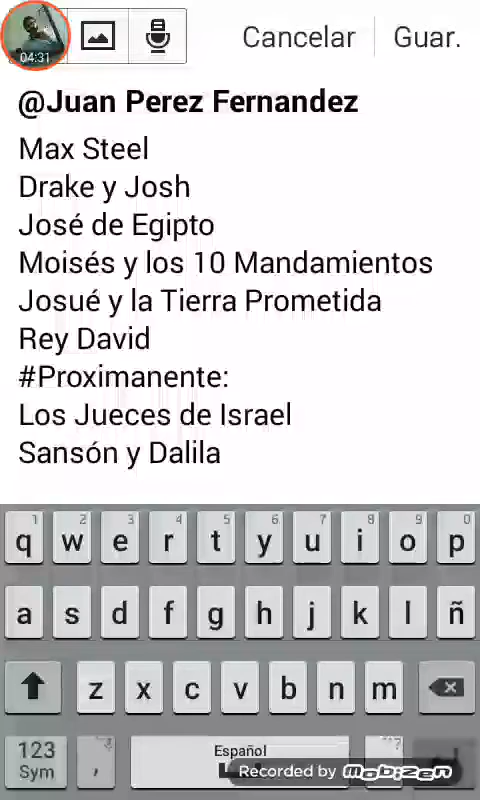 04:31
Cancelar Guar.
@Juan Perez Fernandez
Max Steel
Drake y Josh
José de Egipto
Moisés y los 10 Mandamientos
Josué y la Tierra Prometida
Rey David
#Proximanente:
Los Jueces de Israel
Sansón y Dalila
1 2 3 4 5 6 7 8 9 0
q w e r t y u i o p
a s d f g h j k l ñ
z x c v b n m
123 Sym , Español
Recorded by Mobizen